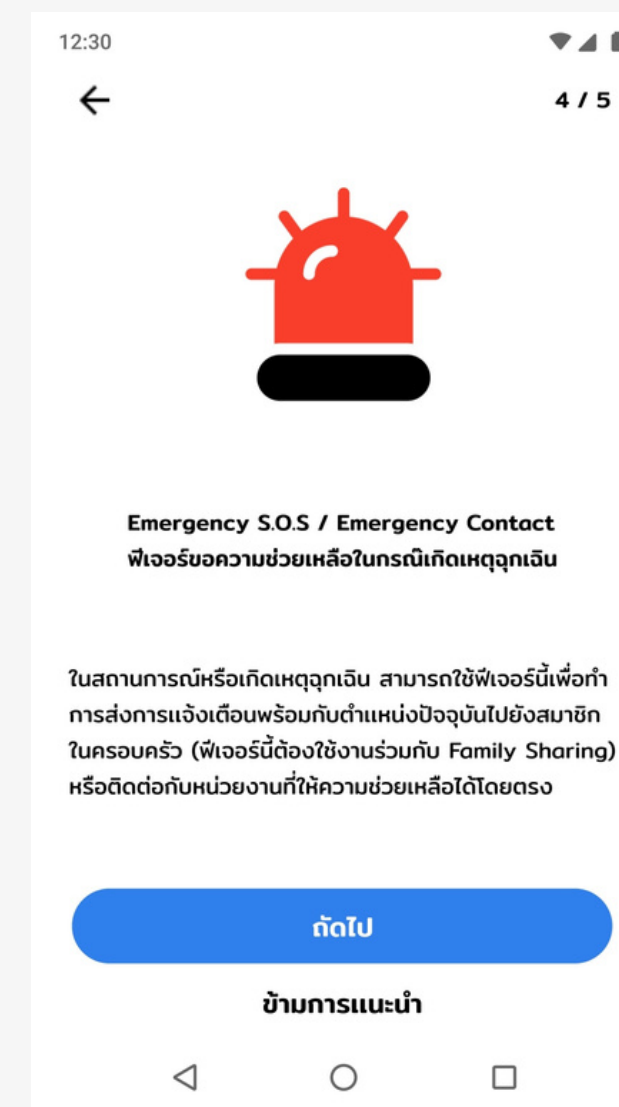 12:30
4 / 5
Emergency S.O.S / Emergency Contact
ฟีเจอร์ขอความช่วยเหลือในกรณีเกิดเหตุฉุกเฉิน
ในสถานการณ์หรือเกิดเหตุฉุกเฉิน สามารถใช้ฟีเจอร์นี้เพื่อทำ
การส่งการแจ้งเตือนพร้อมกับตำแหน่งปัจจุบันไปยังสมาชิก
ในครอบครัว (ฟีเจอร์นี้ต้องใช้งานร่วมกับ Family Sharing)
หรือติดต่อกับหน่วยงานที่ให้ความช่วยเหลือได้โดยตรง
ถัดไป
ข้ามการแนะนำ